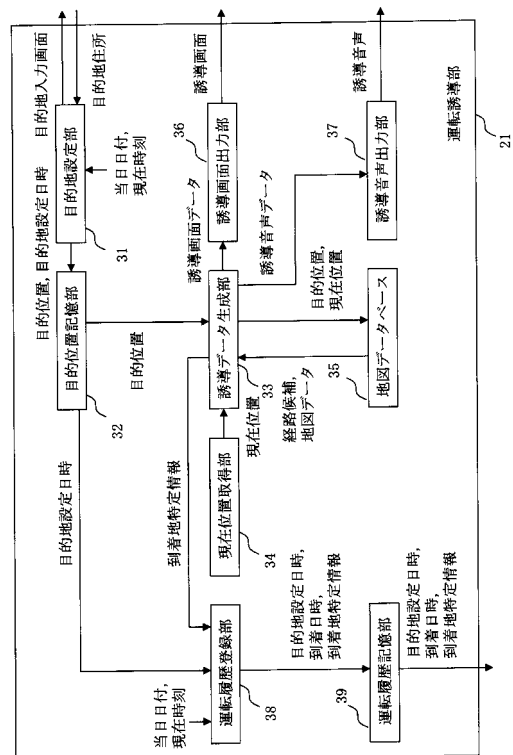 目的地入力画面
目的地住所
目的位置,目的地設定日時
目的地設定部
31
当日日付,
現在時刻
目的位置記憶部
32
目的地設定日時
目的位置
誘導画面データ
誘導画面出力部
36
誘導画面
誘導データ生成部
33
誘導音声データ
誘導音声出力部
37
誘導音声
到着地特定情報
現在位置
現在位置取得部
34
経路候補,
地図データ
目的位置,
現在位置
地図データベース
35
当日日付,
現在時刻
運転履歴登録部
38
目的地設定日時,
到着日時,
到着地特定情報
運転履歴記憶部
39
目的地設定日時,
到着日時,
到着地特定情報
運転誘導部
21